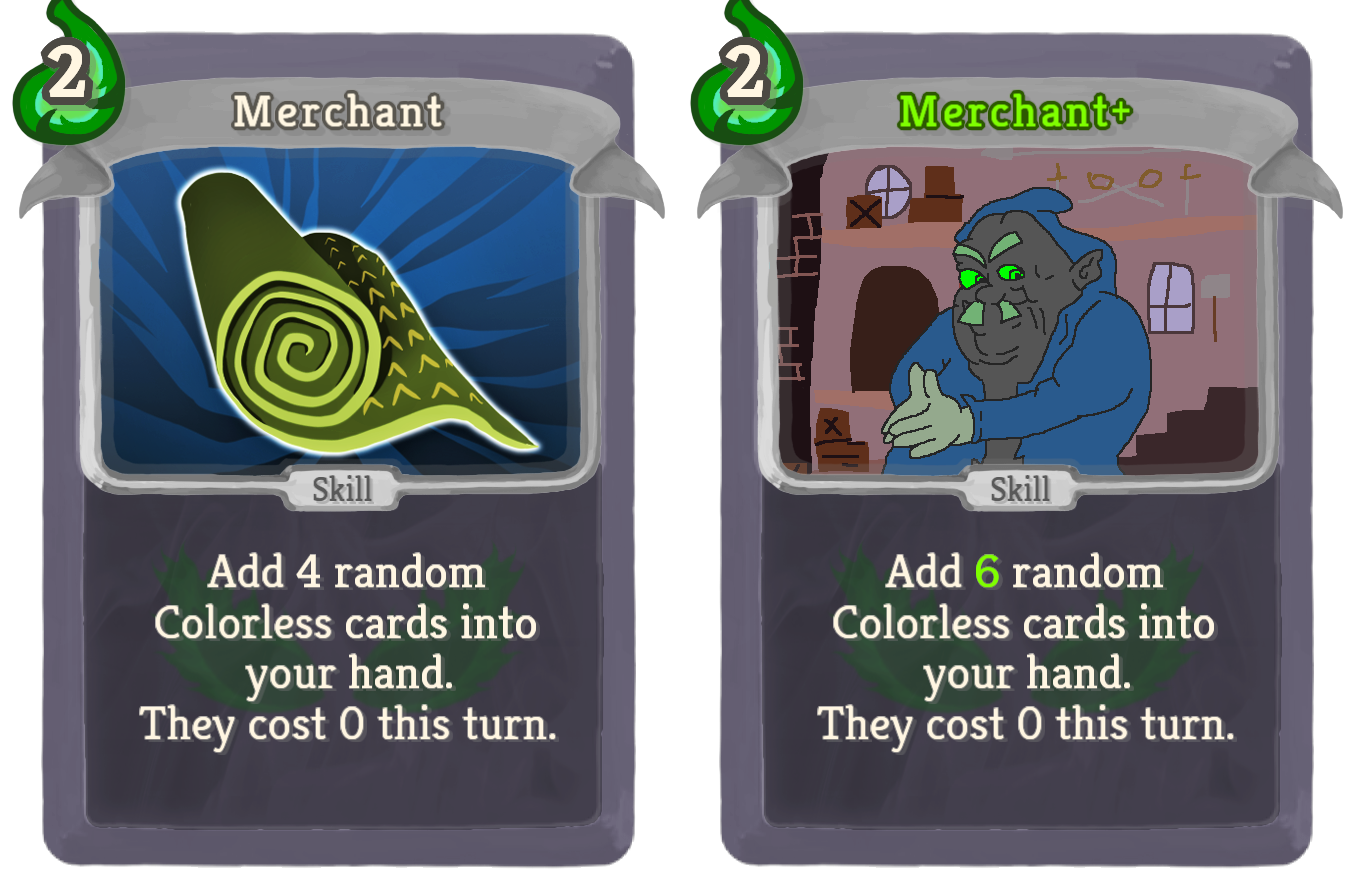 2
Merchant
Skill
Add 4 random
Colorless cards into
your hand.
They cost 0 this turn.
2
Merchant+
Skill
Add 6 random
Colorless cards into
your hand.
They cost 0 this turn.